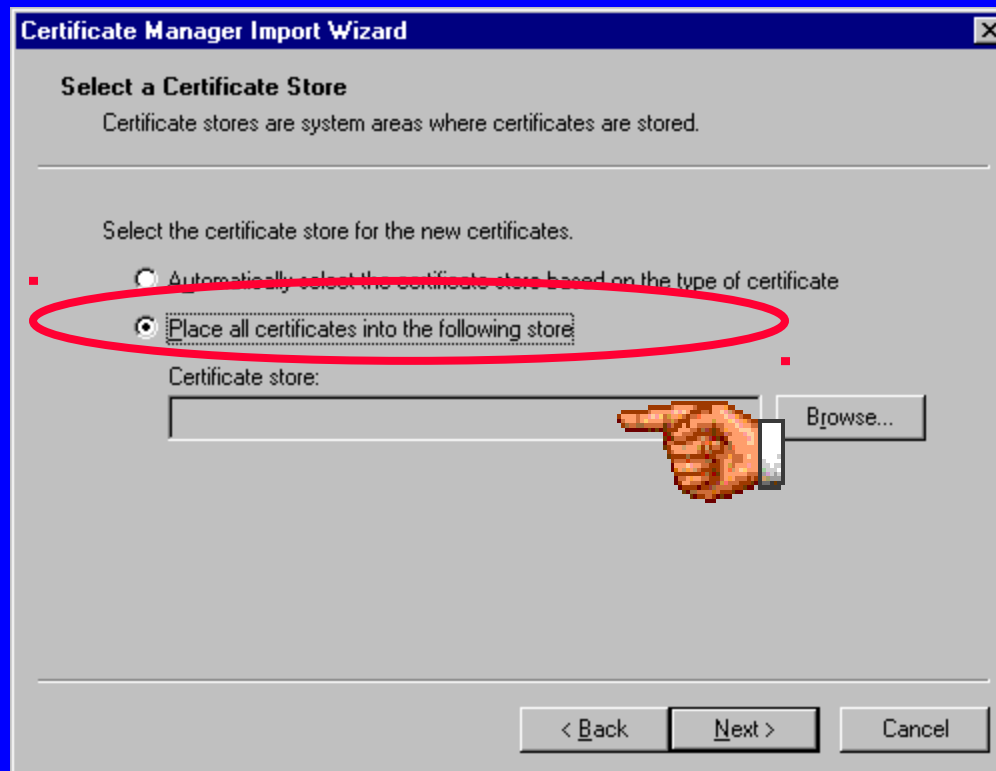 Certificate Manager Import Wizard
Select a Certificate Store
Certificate stores are system areas where certificates are stored.
Select the certificate store for the new certificates.
Automatically select the certificate store based on the type of certificate
Place all certificates into the following store
Certificate store:
Browse...
< Back
Next >
Cancel